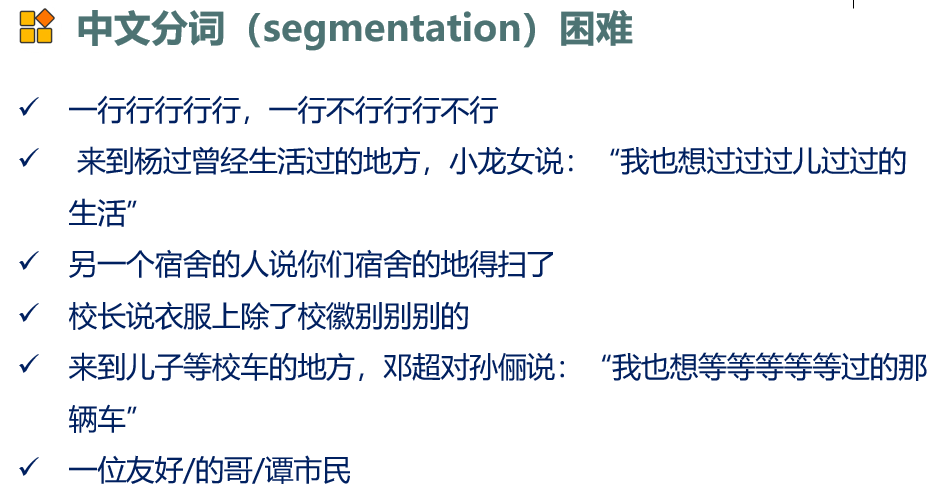 中文分词（segmentation）困难
✓ 一行行行行行，一行不行行行不行
✓ 来到杨过曾经生活过的地方，小龙女说：“我也想过过过儿过过的
生活”
✓ 另一个宿舍的人说你们宿舍的地得扫了
✓ 校长说衣服上除了校徽别别别的
✓ 来到儿子等校车的地方，邓超对孙俪说：“我也想等等等等等过的那
辆车”
✓ 一位友好/的哥/谭市民